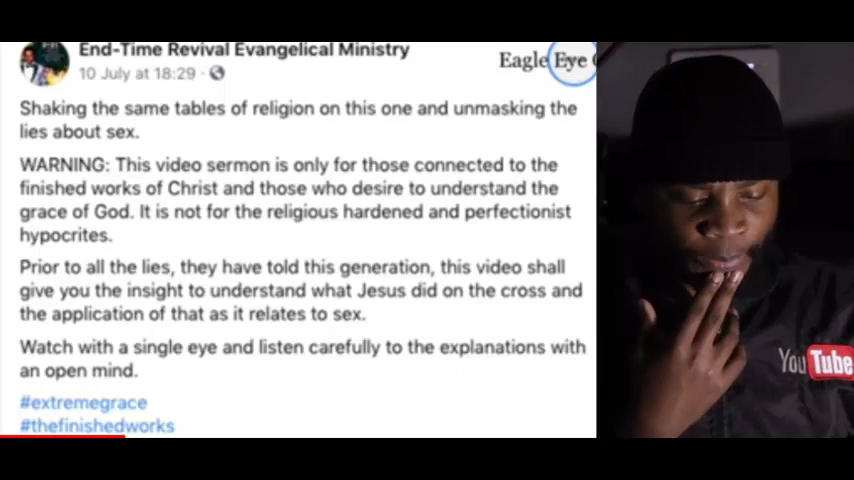 End-Time Revival Evangelical Ministry
10 July at 18:29 ·
Eagle Eye
Shaking the same tables of religion on this one and unmasking the
lies about sex.
WARNING: This video sermon is only for those connected to the
finished works of Christ and those who desire to understand the
grace of God. It is not for the religious hardened and perfectionist
hypocrites.
Prior to all the lies, they have told this generation, this video shall
give you the insight to understand what Jesus did on the cross and
the application of that as it relates to sex.
Watch with a single eye and listen carefully to the explanations with
an open mind.
#extremegrace
#thefinishedworks
YouTube